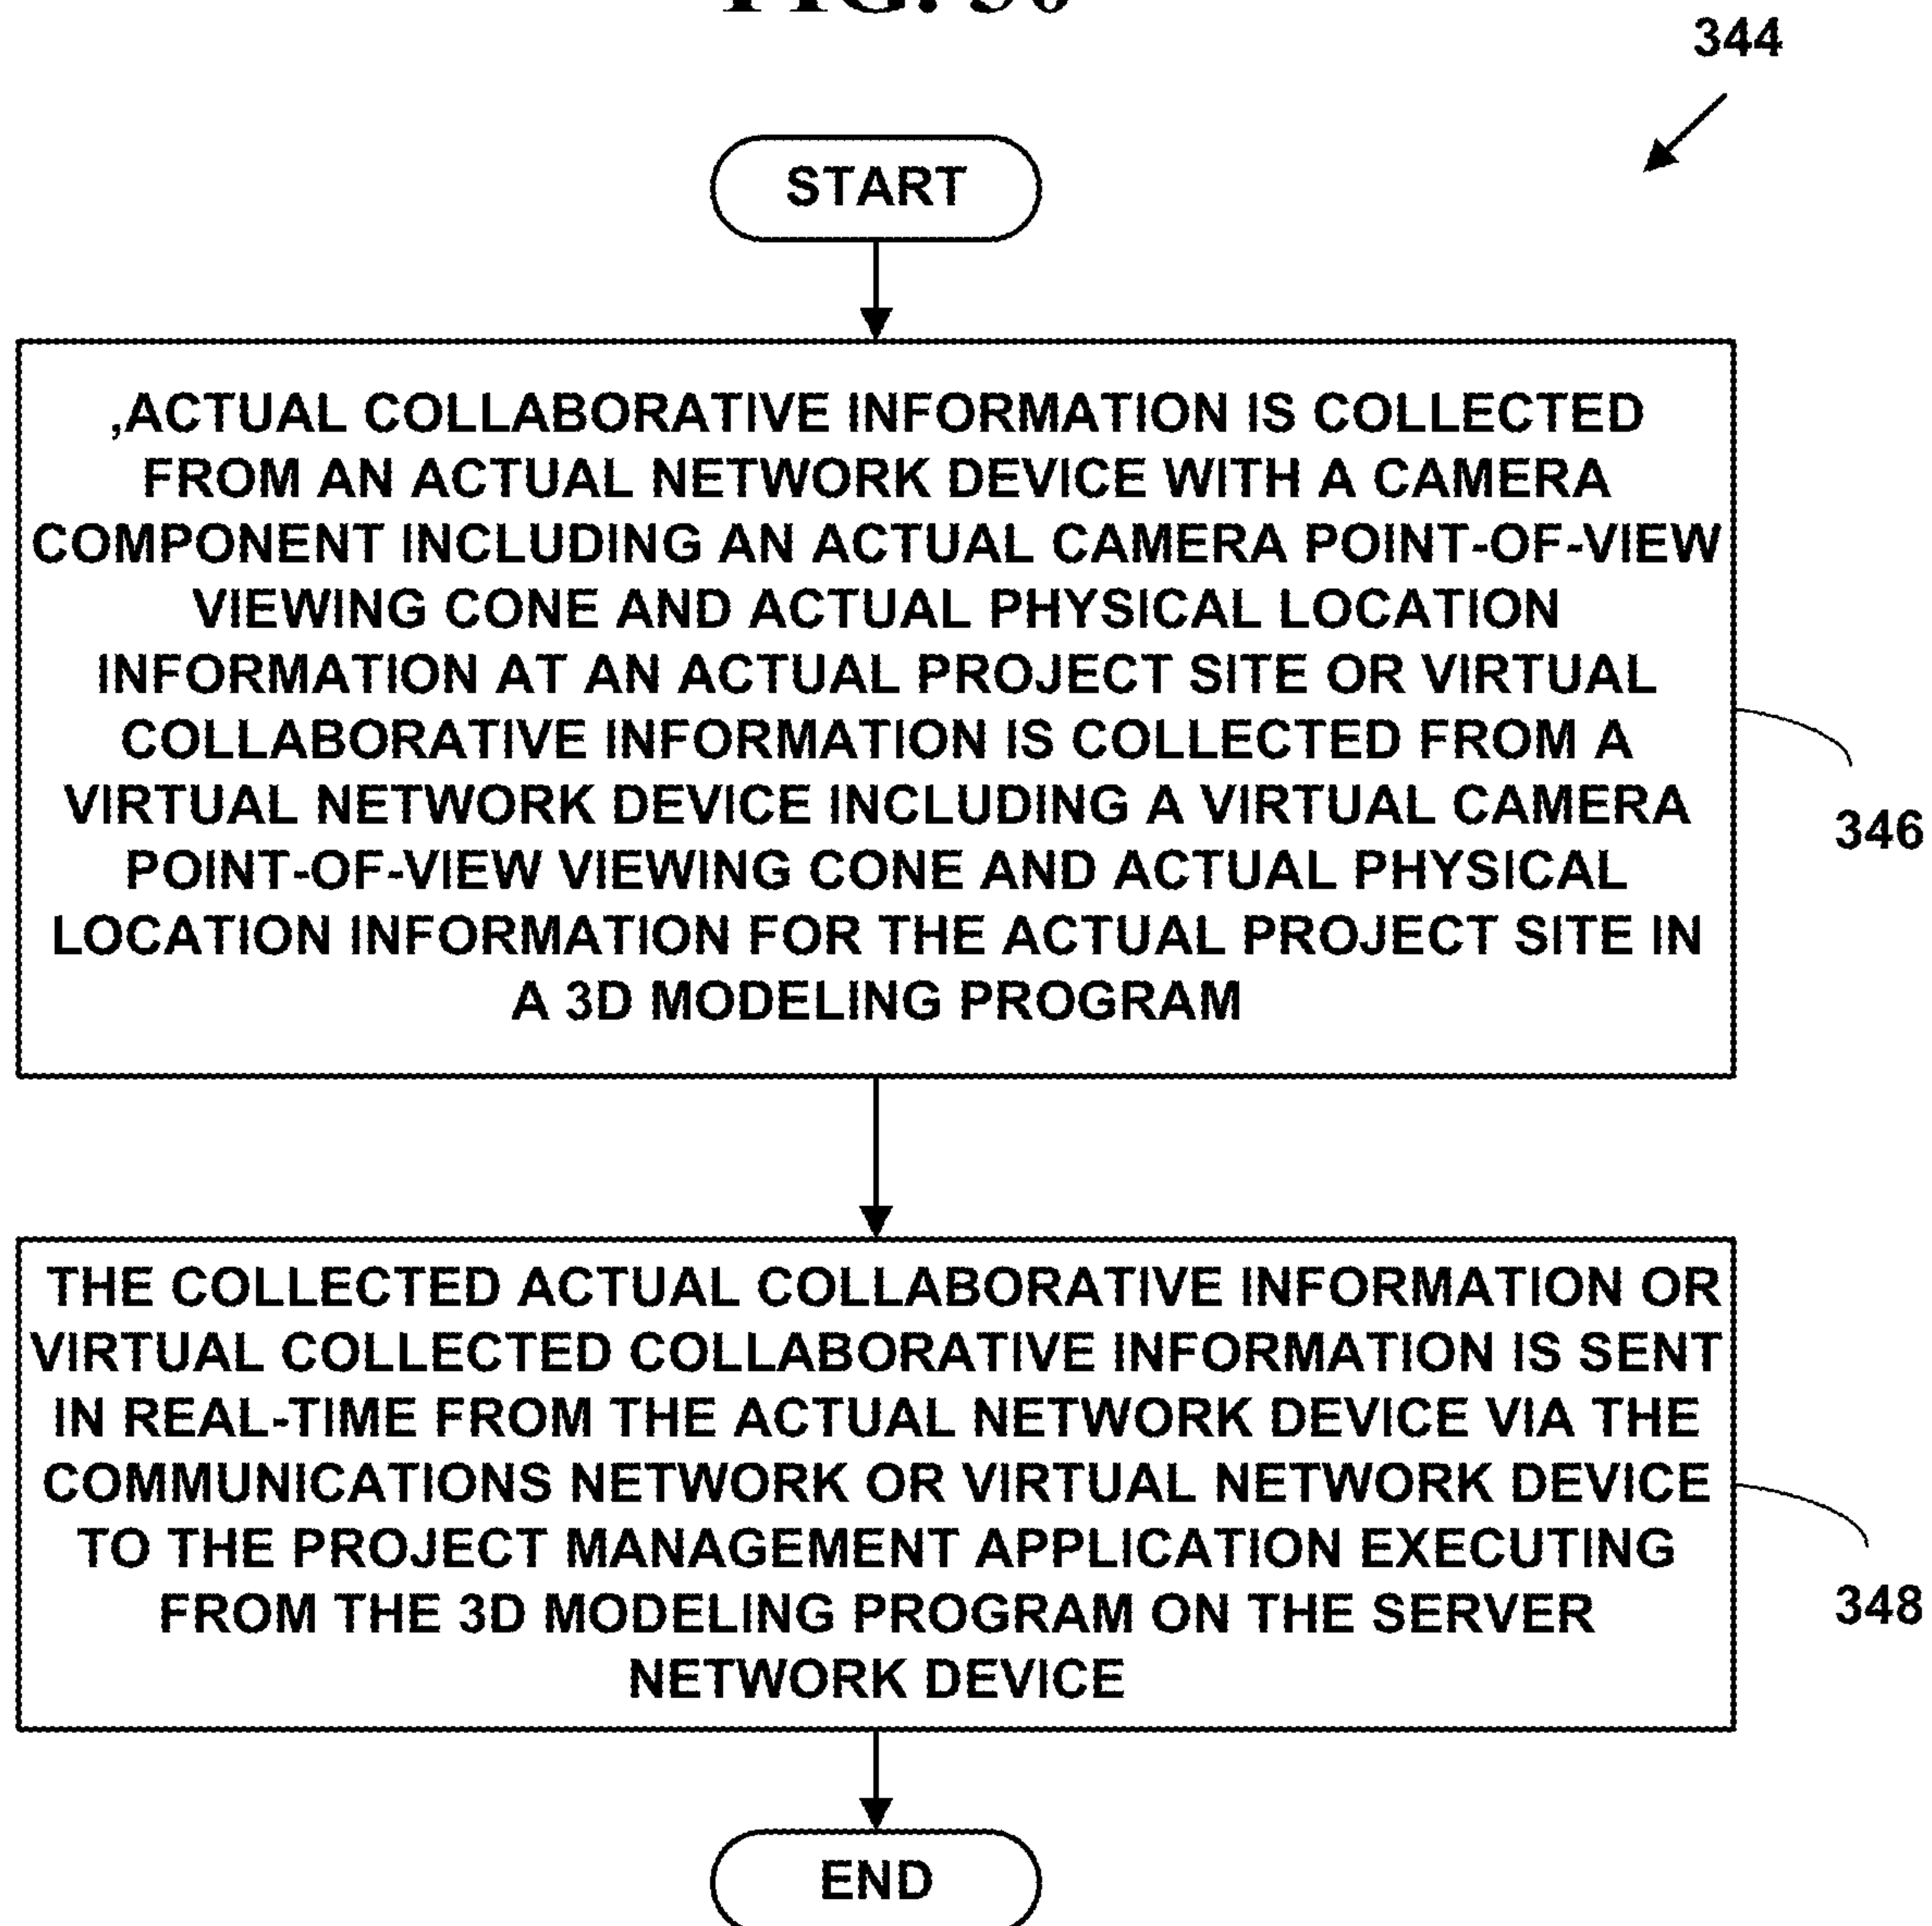 344
START
,ACTUAL COLLABORATIVE INFORMATION IS COLLECTED
FROM AN ACTUAL NETWORK DEVICE WITH A CAMERA
COMPONENT INCLUDING AN ACTUAL CAMERA POINT-OF-VIEW
VIEWING CONE AND ACTUAL PHYSICAL LOCATION
INFORMATION AT AN ACTUAL PROJECT SITE OR VIRTUAL
COLLABORATIVE INFORMATION IS COLLECTED FROM A
VIRTUAL NETWORK DEVICE INCLUDING A VIRTUAL CAMERA
POINT-OF-VIEW VIEWING CONE AND ACTUAL PHYSICAL
LOCATION INFORMATION FOR THE ACTUAL PROJECT SITE IN
A 3D MODELING PROGRAM
346
THE COLLECTED ACTUAL COLLABORATIVE INFORMATION OR
VIRTUAL COLLECTED COLLABORATIVE INFORMATION IS SENT
IN REAL-TIME FROM THE ACTUAL NETWORK DEVICE VIA THE
COMMUNICATIONS NETWORK OR VIRTUAL NETWORK DEVICE
TO THE PROJECT MANAGEMENT APPLICATION EXECUTING
FROM THE 3D MODELING PROGRAM ON THE SERVER
NETWORK DEVICE
348
END